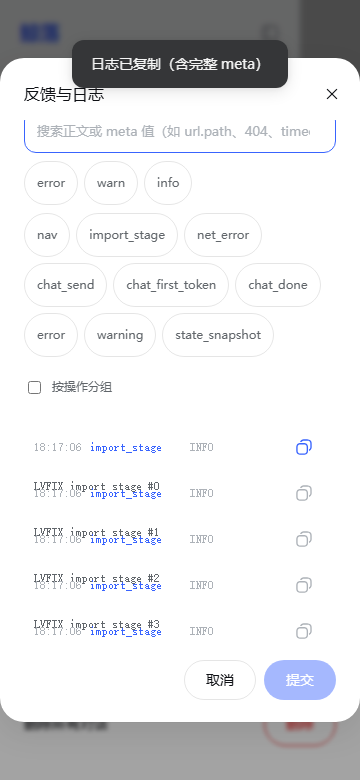 日志已复制（含完整 meta）
反馈与日志
搜索正文或 meta 值（如 url.path、404、timeo
error warn info
nav import_stage net_error
chat_send chat_first_token chat_done
error warning state_snapshot
按操作分组
18:17:06 import_stage INFO
LVFIX import stage #0
18:17:06 import_stage INFO
LVFIX import stage #1
18:17:06 import_stage INFO
LVFIX import stage #2
18:17:06 import_stage INFO
LVFIX import stage #3
18:17:06 import_stage INFO
取消 提交